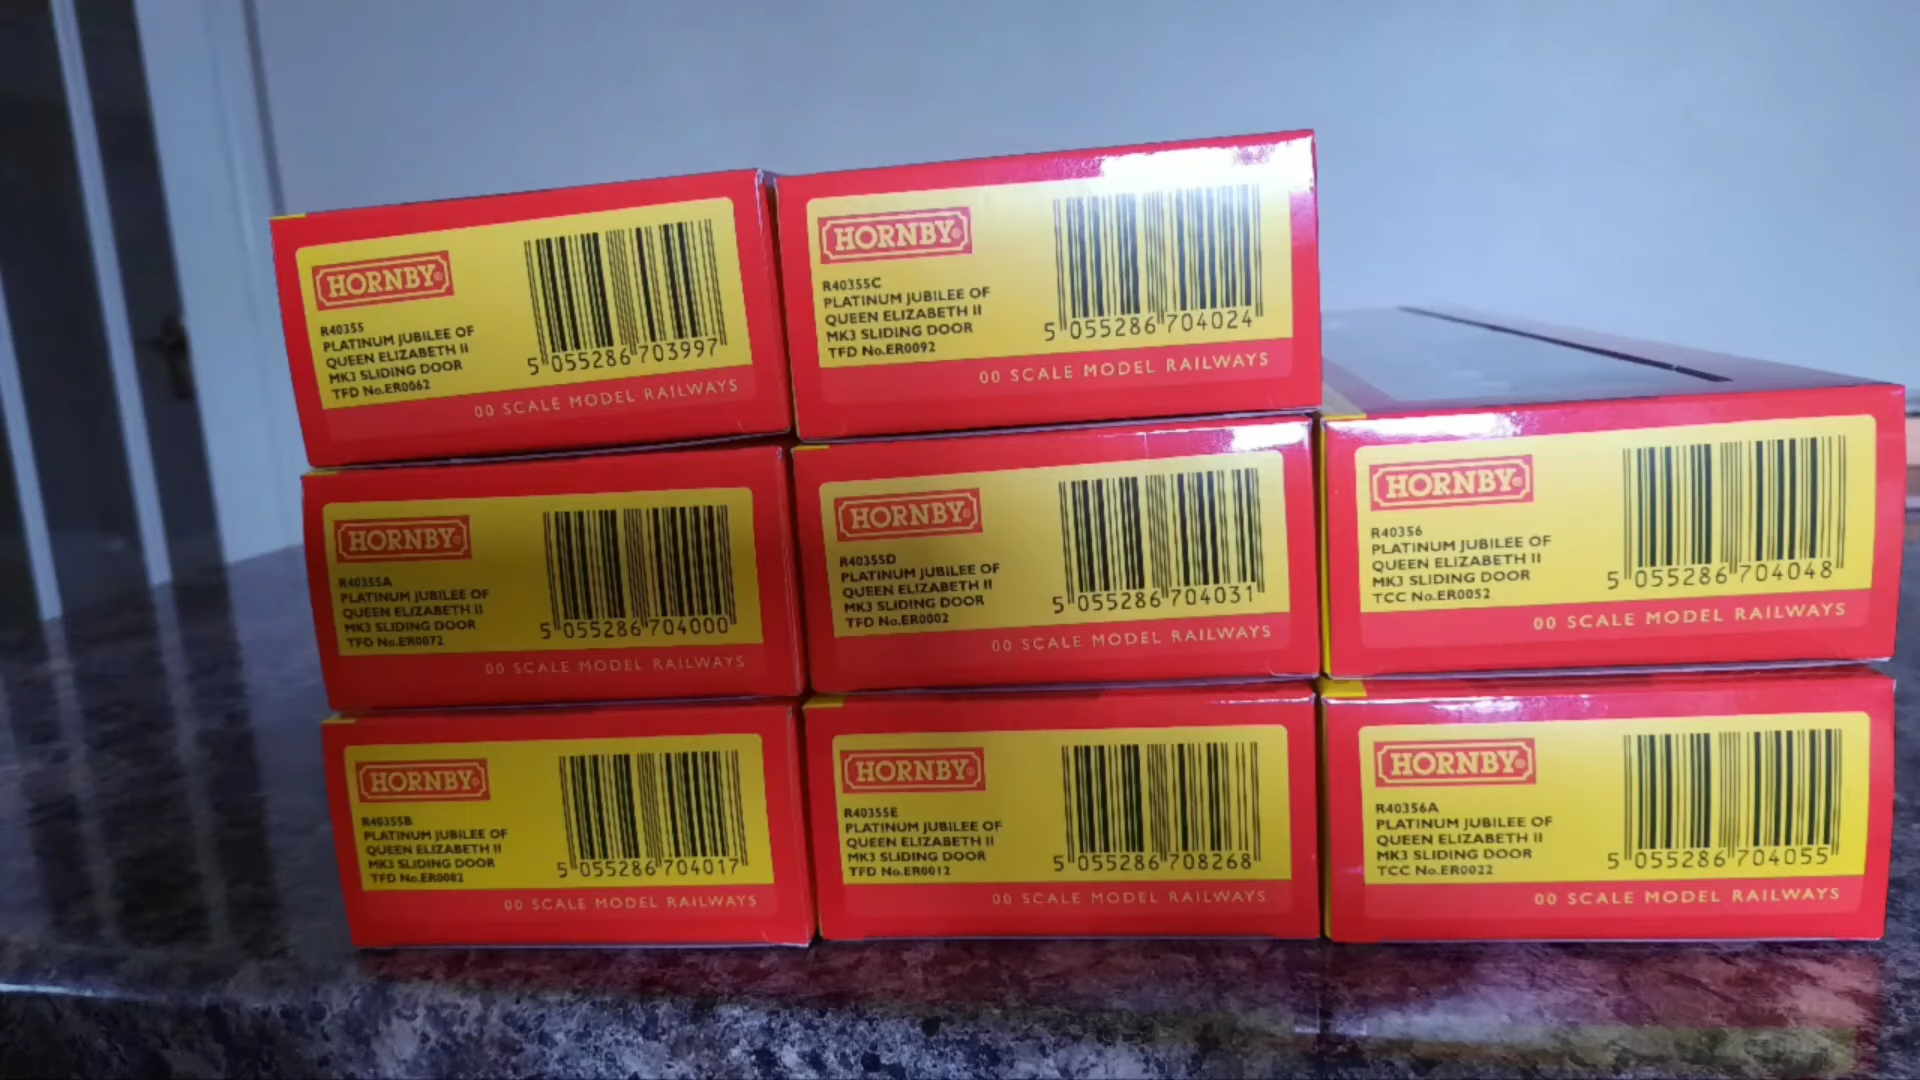 HORNBY®
R40355
PLATINUM JUBILEE OF
QUEEN ELIZABETH II
MK3 SLIDING DOOR
TFD No.ER0062
5 055286 703997
00 SCALE MODEL RAILWAYS
HORNBY®
R40355C
PLATINUM JUBILEE OF
QUEEN ELIZABETH II
MK3 SLIDING DOOR
TFD No.ER0092
5 055286 704024
00 SCALE MODEL RAILWAYS
HORNBY®
R40355A
PLATINUM JUBILEE OF
QUEEN ELIZABETH II
MK3 SLIDING DOOR
TFD No.ER0072
5 055286 704000
00 SCALE MODEL RAILWAYS
HORNBY®
R40355D
PLATINUM JUBILEE OF
QUEEN ELIZABETH II
MK3 SLIDING DOOR
TFD No.ER0002
5 055286 704031
00 SCALE MODEL RAILWAYS
HORNBY®
R40356
PLATINUM JUBILEE OF
QUEEN ELIZABETH II
MK3 SLIDING DOOR
TCC No.ER0052
5 055286 704048
00 SCALE MODEL RAILWAYS
HORNBY®
R40355B
PLATINUM JUBILEE OF
QUEEN ELIZABETH II
MK3 SLIDING DOOR
TFD No.ER0082
5 055286 704017
00 SCALE MODEL RAILWAYS
HORNBY®
R40355E
PLATINUM JUBILEE OF
QUEEN ELIZABETH II
MK3 SLIDING DOOR
TFD No.ER0012
5 055286 708268
00 SCALE MODEL RAILWAYS
HORNBY®
R40356A
PLATINUM JUBILEE OF
QUEEN ELIZABETH II
MK3 SLIDING DOOR
TCC No.ER0022
5 055286 704055
00 SCALE MODEL RAILWAYS